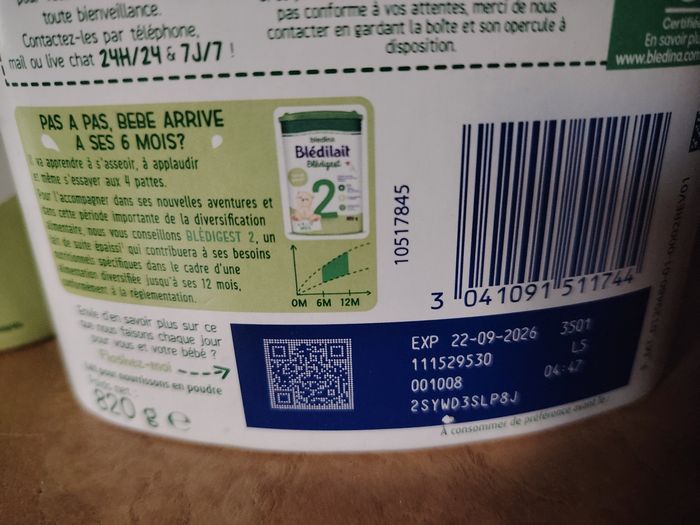 toute bienveillance.
Contactez-les par téléphone,
mail ou live chat 24H/24 & 7J/7 !
pas conforme à vos attentes, merci de nous
contacter en gardant la boîte et son opercule à
disposition.
En savoir plus
www.bledina.com
PAS A PAS, BEBE ARRIVE
A SES 6 MOIS?
va apprendre à s'asseoir, à applaudir
même s'essayer aux 4 pattes.
Pour l'accompagner dans ses nouvelles aventures et
dans cette période importante de la diversification
alimentaire, nous vous conseillons BLÉDIGEST 2, un
lait de suite épaissi¹ qui contribuera à ses besoins
nutritionnels spécifiques dans le cadre d'une
alimentation diversifiée jusqu'à ses 12 mois,
conformément à la réglementation.
bledina
Blédilait
Blédigest
2
0M 6M 12M
10517845
3 041091 511744
Envie d'en savoir plus sur ce
que nous faisons chaque jour
pour vous et votre bébé ?
Flashez-moi
Lait pour nourrissons en poudre
Poids net :
820 g e
EXP 22-09-2026 3501
111529530 L5
001008 04:47
2SYWD3SLP8J
A consommer de préférence avant le :